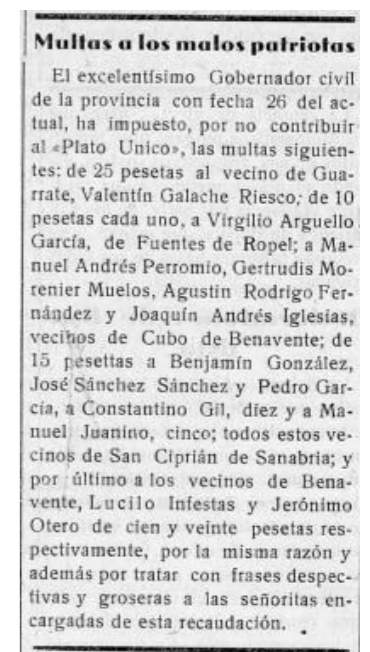 Multas a los malos patriotas
El excelentísimo Gobernador civil
de la provincia con fecha 26 del ac-
tual, ha impuesto, por no contribuir
al «Plato Unico», las multas siguien-
tes: de 25 pesetas al vecino de Gua-
rrate, Valentín Galache Riesco; de 10
pesetas cada uno, a Virgilio Arguello
García, de Fuentes de Ropel; a Ma-
nuel Andrés Perromio, Gertrudis Mo-
renier Muelos, Agustin Rodrigo Fer-
nández y Joaquín Andrés Iglesias,
vecinos de Cubo de Benavente; de
15 pesettas a Benjamín González,
José Sánchez Sánchez y Pedro Gar-
cía, a Constantino Gil, diez y a Ma-
nuel Juanino, cinco; todos estos ve-
cinos de San Ciprián de Sanabria; y
por último a los vecinos de Bena-
vente, Lucilo Infestas y Jerónimo
Otero de cien y veinte pesetas res-
pectivamente, por la misma razón y
además por tratar con frases despec-
tivas y groseras a las señoritas en-
cargadas de esta recaudación.